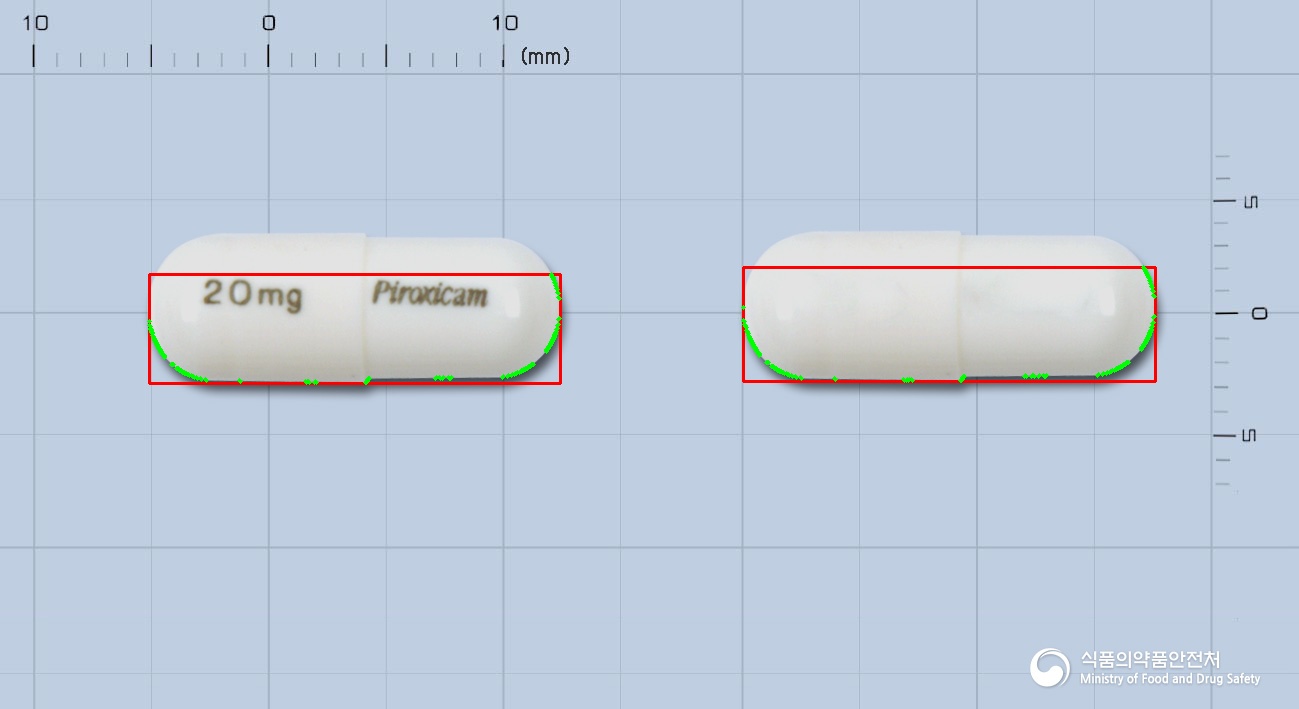 10 0 10
(mm)
20mg Piroxicam
5
0
5
식품의약품안전처
Ministry of Food and Drug Safety